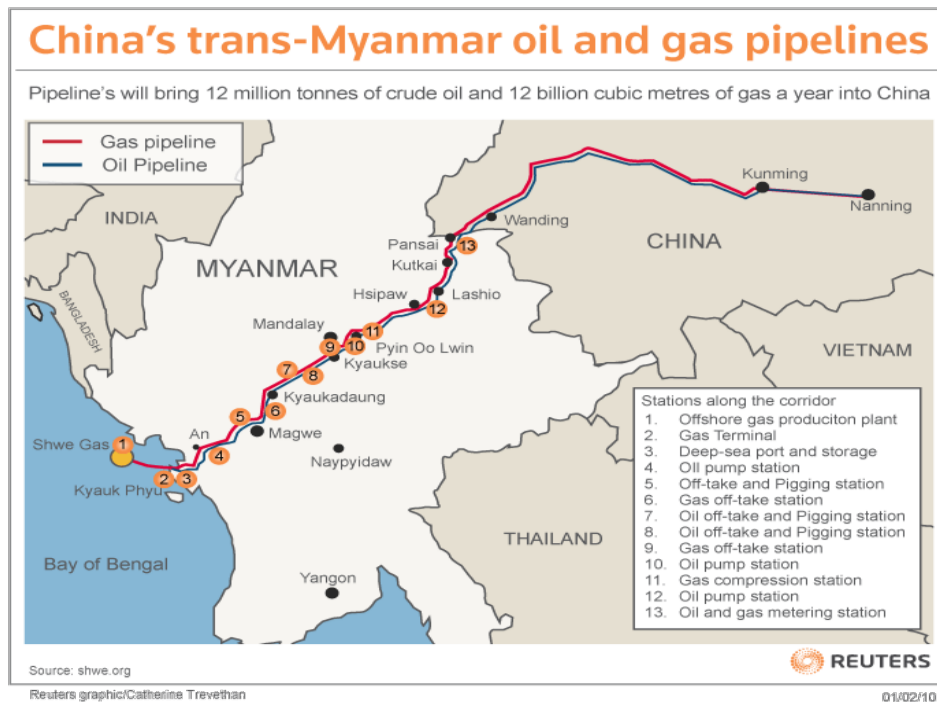 China's trans-Myanmar oil and gas pipelines
Pipeline's will bring 12 million tonnes of crude oil and 12 billion cubic metres of gas a year into China
Gas pipeline
Oil Pipeline
INDIA
BANGLADESH
MYANMAR
CHINA
VIETNAM
THAILAND
Kunming
Nanning
Wanding
Pansai
13
Kutkai
Hsipaw
Lashio
12
Mandalay
11
9
10
Pyin Oo Lwin
Kyaukse
7
8
Kyaukadaung
5
6
Magwe
An
4
Naypyidaw
Shwe Gas
1
2
3
Kyauk Phyu
Bay of Bengal
Yangon
Stations along the corridor
1. Offshore gas produciton plant
2. Gas Terminal
3. Deep-sea port and storage
4. OIl pump station
5. Off-take and Pigging station
6. Gas off-take station
7. Oil off-take and Pigging station
8. Oil off-take and Pigging station
9. Gas off-take station
10. Oil pump station
11. Gas compression station
12. Oil pump station
13. Oil and gas metering station
Source: shwe.org
REUTERS
Reuters graphic/Catherine Trevethan
01/02/10